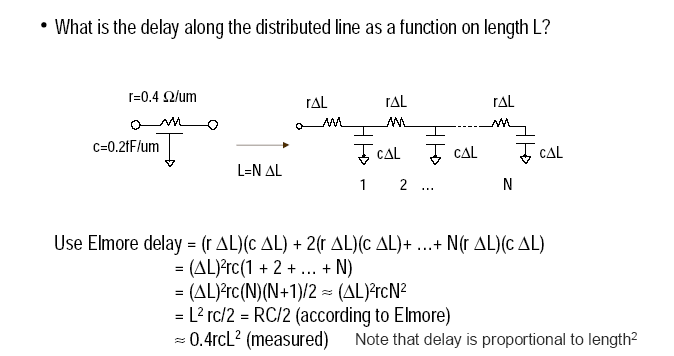 • What is the delay along the distributed line as a function on length L?
r=0.4 Ω/um
c=0.2fF/um
L=N ΔL
rΔL rΔL rΔL
cΔL cΔL cΔL
1 2 ... N
Use Elmore delay = (r ΔL)(c ΔL) + 2(r ΔL)(c ΔL)+ ...+ N(r ΔL)(c ΔL)
= (ΔL)²rc(1 + 2 + ... + N)
= (ΔL)²rc(N)(N+1)/2 ≈ (ΔL)²rcN²
= L² rc/2 = RC/2 (according to Elmore)
≈ 0.4rcL² (measured) Note that delay is proportional to length²